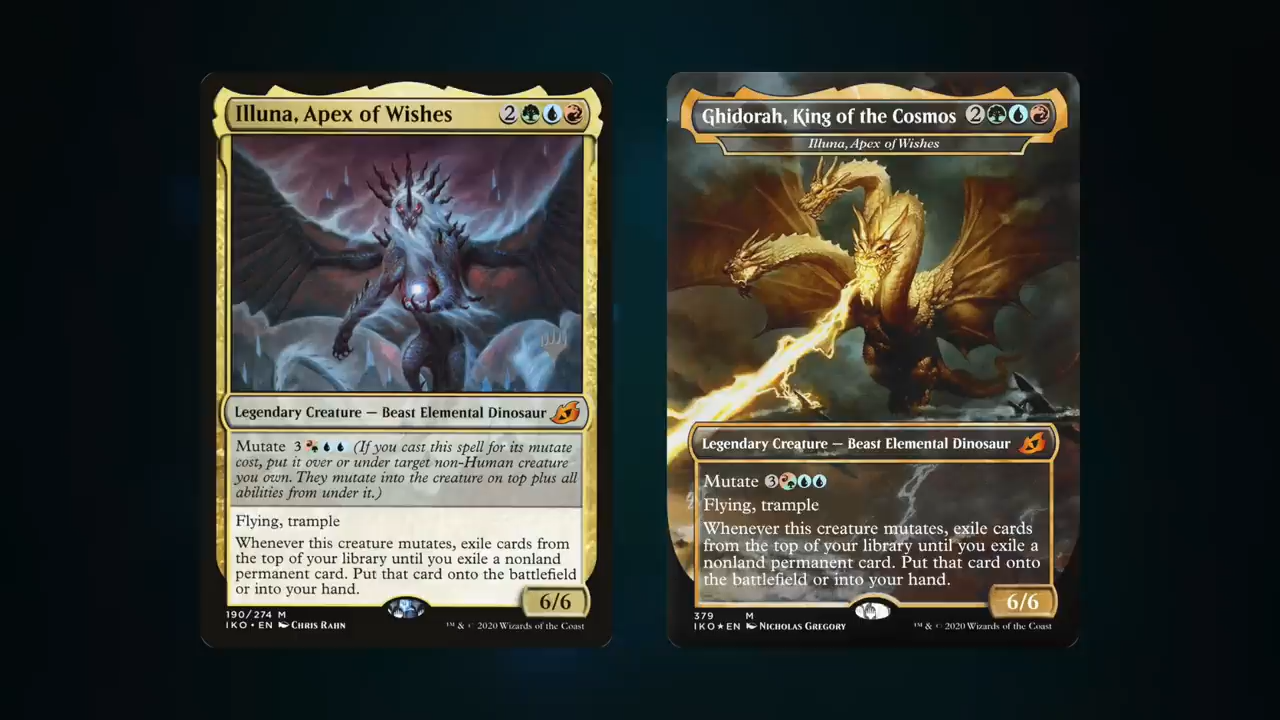 Illuna, Apex of Wishes 2
Legendary Creature — Beast Elemental Dinosaur
Mutate 3 (If you cast this spell for its mutate
cost, put it over or under target non-Human creature
you own. They mutate into the creature on top plus all
abilities from under it.)
Flying, trample
Whenever this creature mutates, exile cards from
the top of your library until you exile a nonland
permanent card. Put that card onto the battlefield
or into your hand.
6/6
190/274 M
IKO • EN Chris Rahn ™ & © 2020 Wizards of the Coast
Ghidorah, King of the Cosmos 2
Illuna, Apex of Wishes
Legendary Creature — Beast Elemental Dinosaur
Mutate 3
Flying, trample
Whenever this creature mutates, exile cards
from the top of your library until you exile a
nonland permanent card. Put that card onto
the battlefield or into your hand.
6/6
379 M
IKO★EN Nicholas Gregory ™ & © 2020 Wizards of the Coast